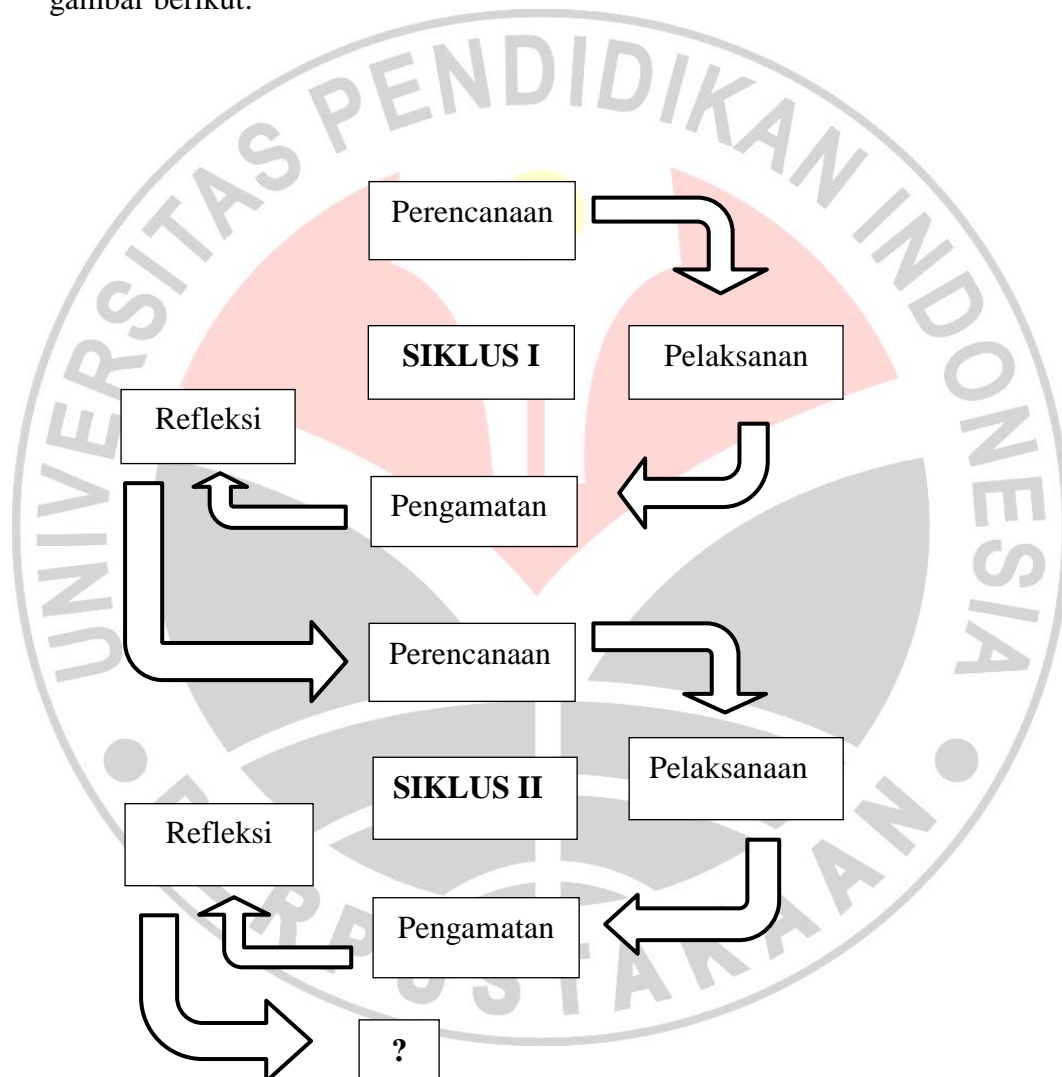 gambar berikut:
UNIVERSITAS PENDIDIKAN INDONESIA
Perencanaan
SIKLUS I
Pelaksanan
Refleksi
Pengamatan
Perencanaan
SIKLUS II
Pelaksanaan
Refleksi
Pengamatan
?
PERPUSTAKAAN